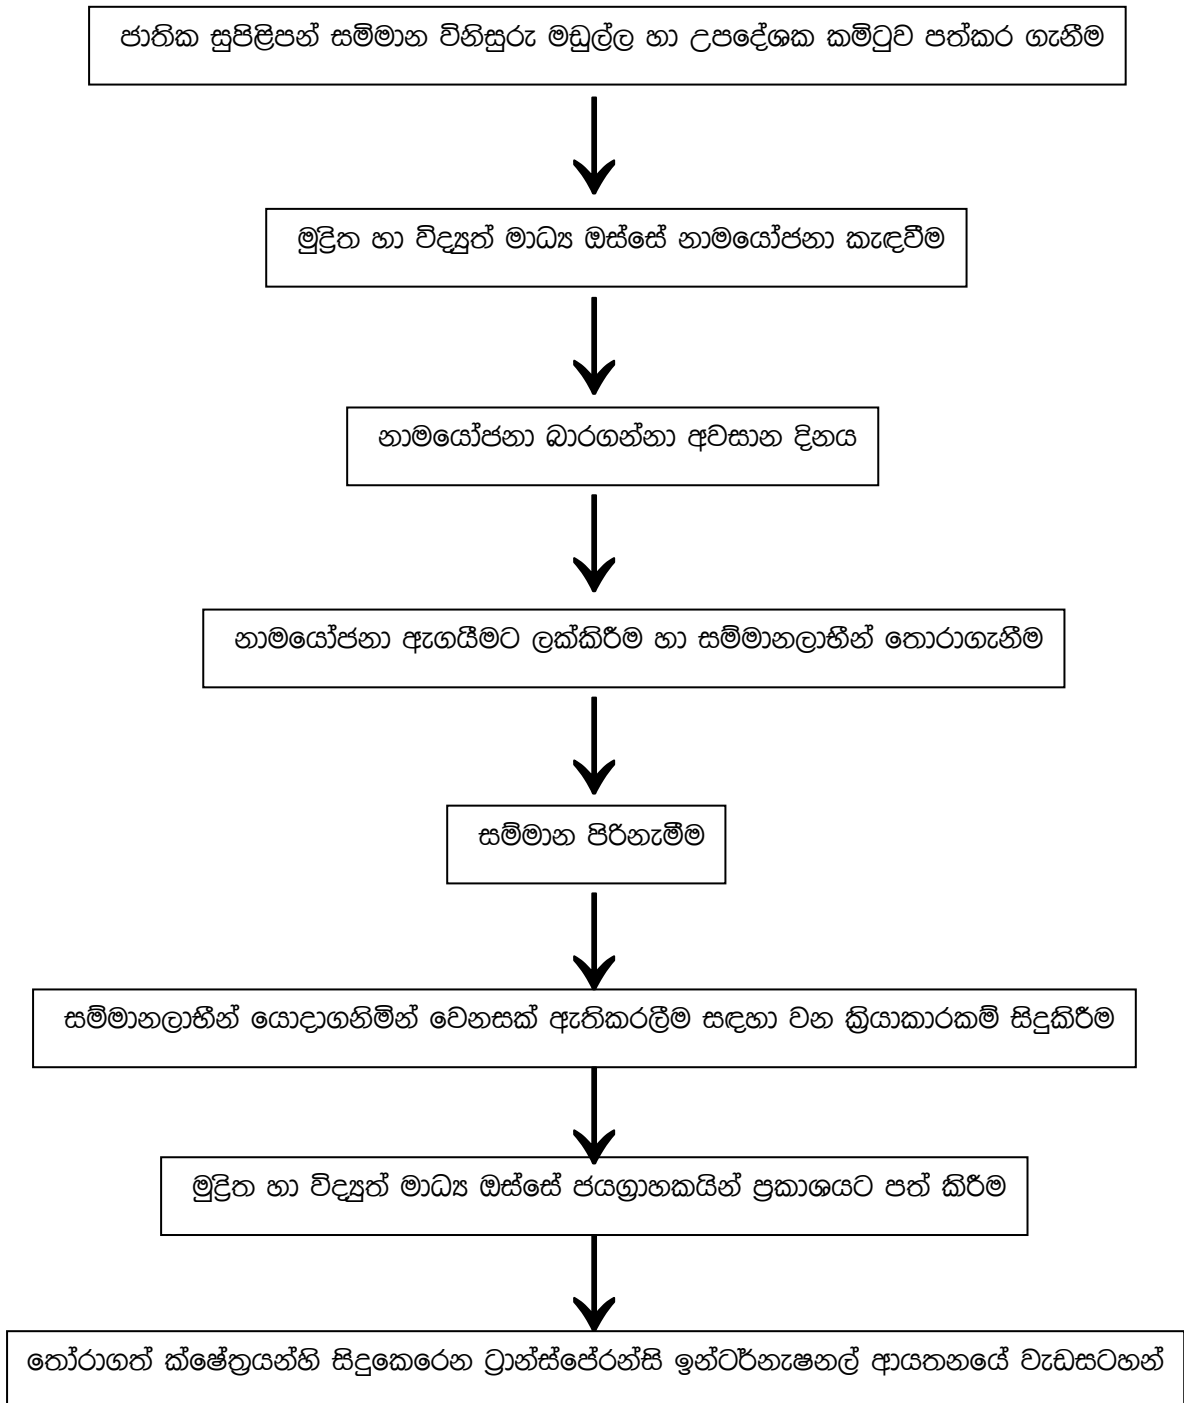 ජාතික සුපිළිපන් සම්මාන විනිසුරු මඩුල්ල හා උපදේශක කමිටුව පත්කර ගැනීම
මුද්‍රිත හා විද්‍යුත් මාධ්‍ය ඔස්සේ නාමයෝජනා කැඳවීම
නාමයෝජනා බාරගන්නා අවසාන දිනය
නාමයෝජනා ඇගයීමට ලක්කිරීම හා සම්මානලාභීන් තොරාගැනීම
සම්මාන පිරිනැමීම
සම්මානලාභීන් යොදාගනිමින් වෙනසක් ඇතිකරලීම සඳහා වන ක්‍රියාකාරකම් සිදුකිරීම
මුද්‍රිත හා විද්‍යුත් මාධ්‍ය ඔස්සේ ජයග්‍රාහකයින් ප්‍රකාශයට පත් කිරීම
තෝරාගත් ක්ෂේත්‍රයන්හි සිදුකෙරෙන ට්‍රාන්ස්පේරන්සි ඉන්ටර්නැෂනල් ආයතනයේ වැඩසටහන්